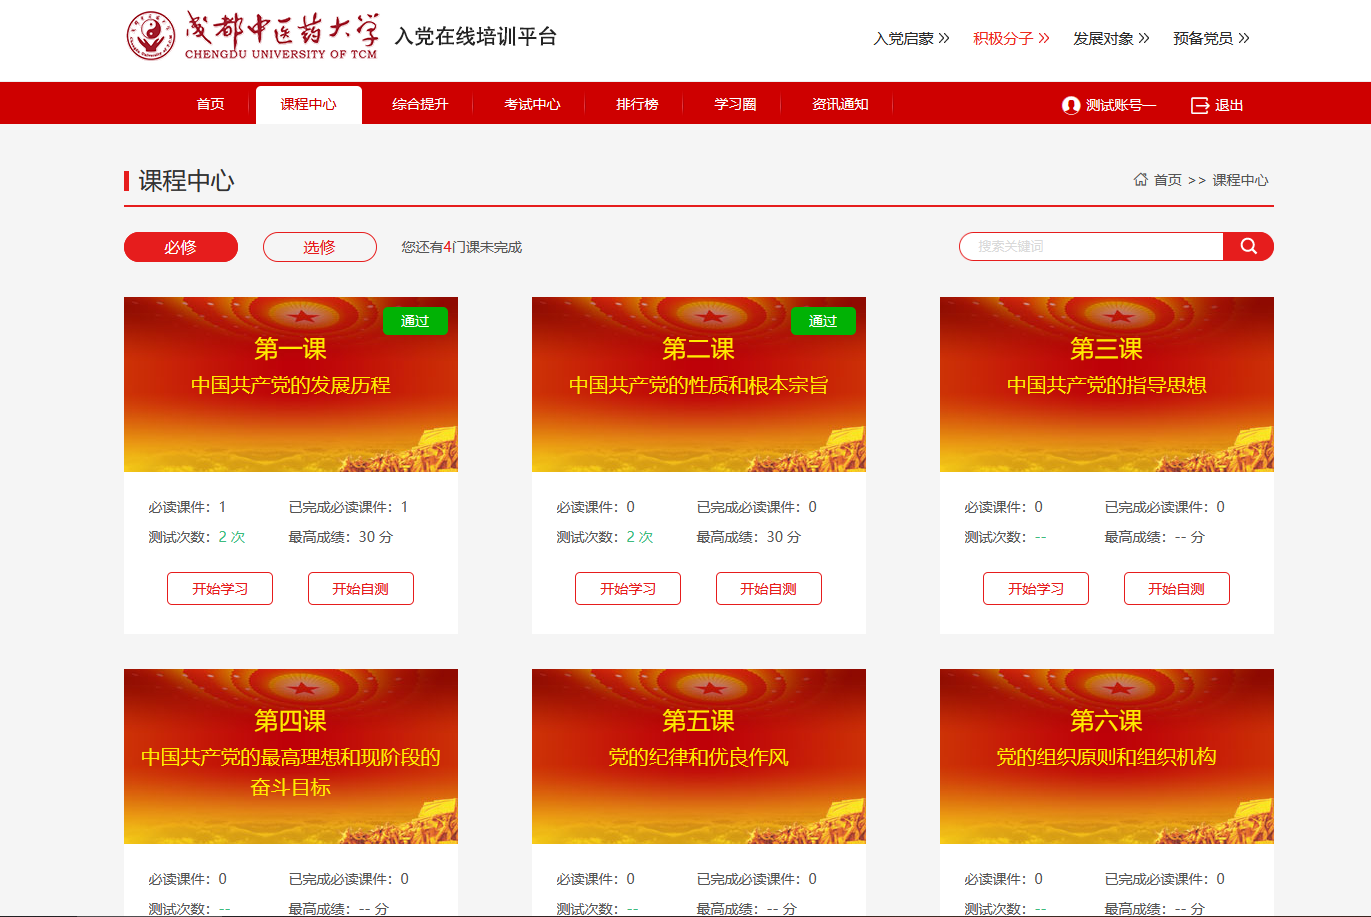 成都中医药大学
CHENGDU UNIVERSITY OF TCM
入党在线培训平台
入党启蒙 >>
积极分子 >>
发展对象 >>
预备党员 >>
首页
课程中心
综合提升
考试中心
排行榜
学习圈
资讯通知
测试账号一
退出
课程中心
首页 >> 课程中心
必修
选修
您还有4门课未完成
搜索关键词
通过
第一课
中国共产党的发展历程
必读课件：1 已完成必读课件：1
测试次数：2 次 最高成绩：30 分
开始学习 开始自测
通过
第二课
中国共产党的性质和根本宗旨
必读课件：0 已完成必读课件：0
测试次数：2 次 最高成绩：30 分
开始学习 开始自测
第三课
中国共产党的指导思想
必读课件：0 已完成必读课件：0
测试次数：-- 最高成绩：-- 分
开始学习 开始自测
第四课
中国共产党的最高理想和现阶段的
奋斗目标
必读课件：0 已完成必读课件：0
测试次数：-- 最高成绩：-- 分
第五课
党的纪律和优良作风
必读课件：0 已完成必读课件：0
测试次数：-- 最高成绩：-- 分
第六课
党的组织原则和组织机构
必读课件：0 已完成必读课件：0
测试次数：-- 最高成绩：-- 分